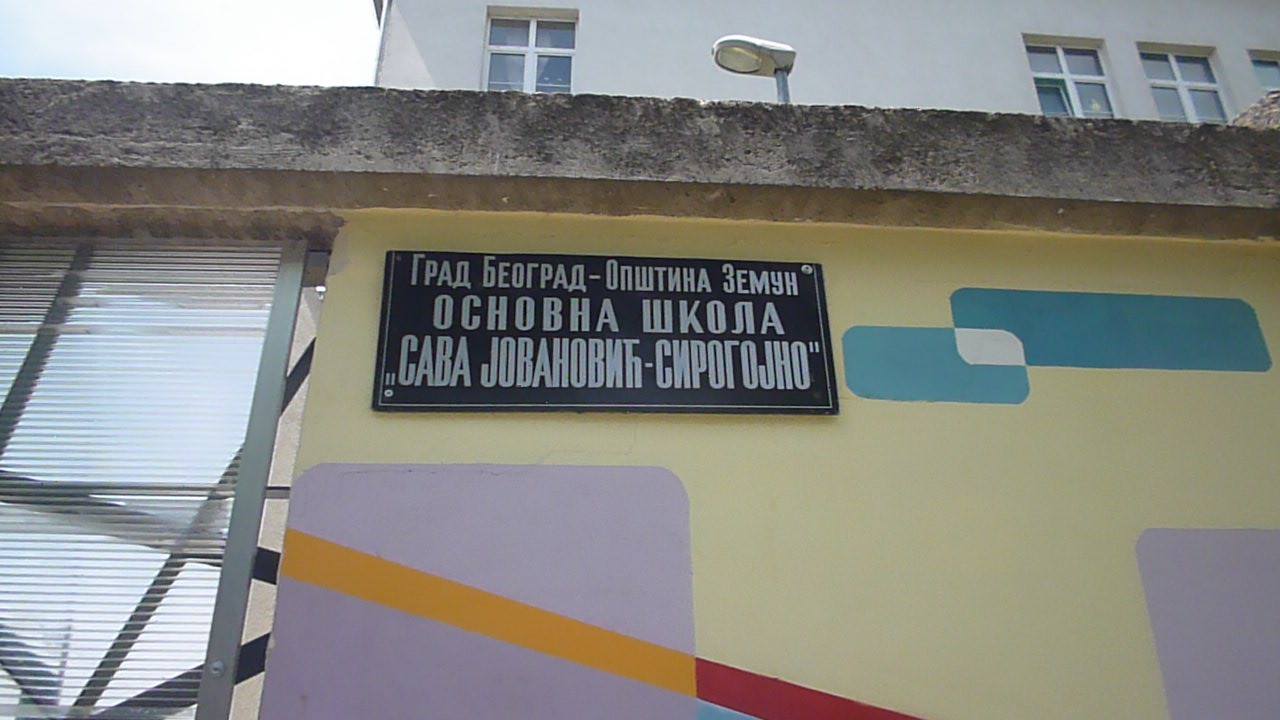 ГРАД БЕОГРАД-ОПШТИНА ЗЕМУН
ОСНОВНА ШКОЛА
„САВА ЈОВАНОВИЋ-СИРОГОЈНО"